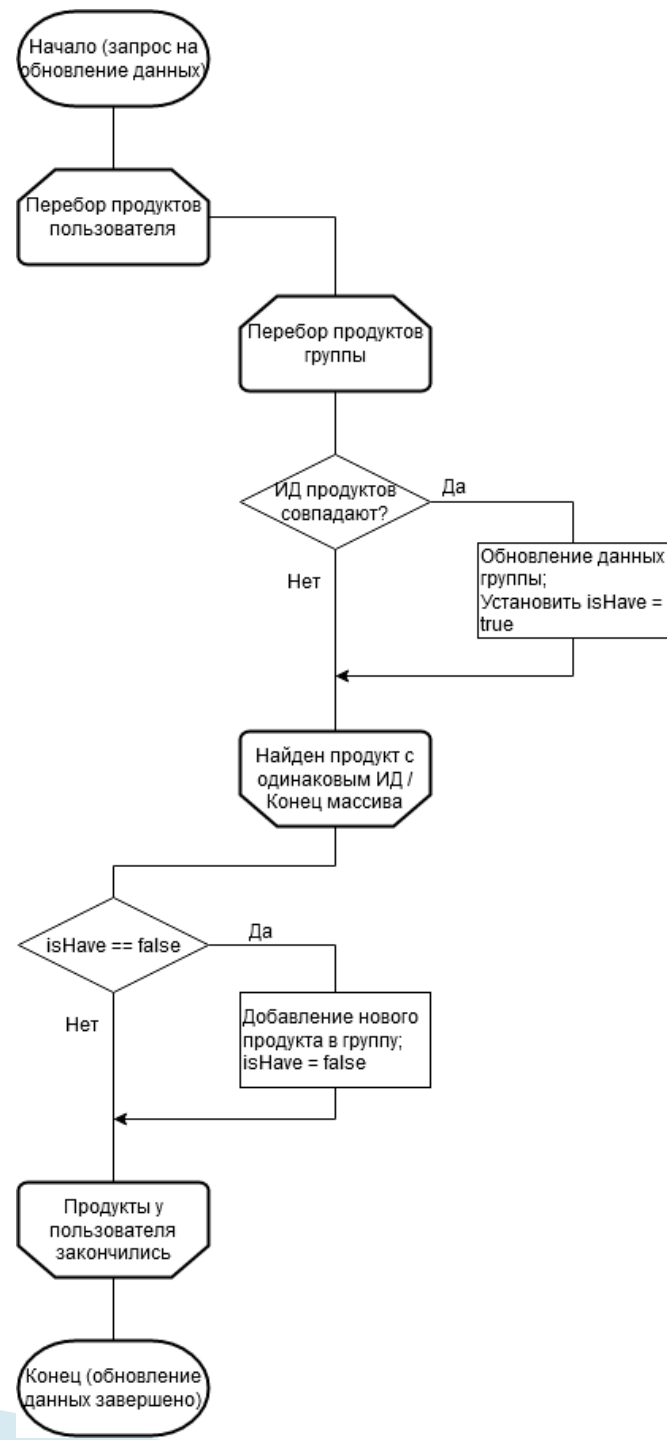 Начало (запрос на
обновление данных)
Перебор продуктов
пользователя
Перебор продуктов
группы
ИД продуктов
совпадают?
Да
Нет
Обновление данных
группы;
Установить isHave =
true
Найден продукт с
одинаковым ИД /
Конец массива
isHave == false
Да
Нет
Добавление нового
продукта в группу;
isHave = false
Продукты у
пользователя
закончились
Конец (обновление
данных завершено)